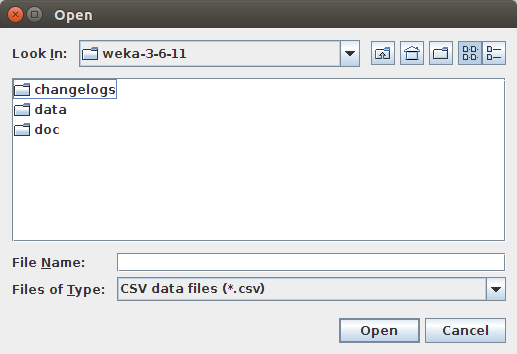 Open
Look In: weka-3-6-11
changelogs
data
doc
File Name:
Files of Type: CSV data files (*.csv)
Open Cancel